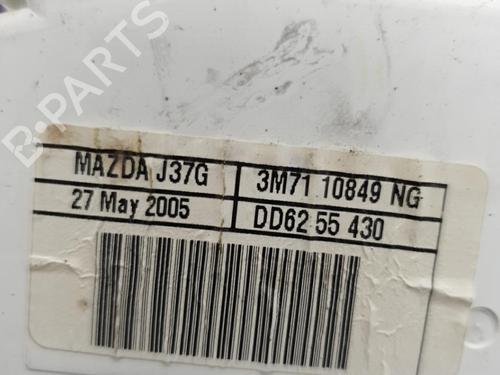 B-PARTS
MAZDA J37G 3M71 10849 NG
27 May 2005 DD62 55 430